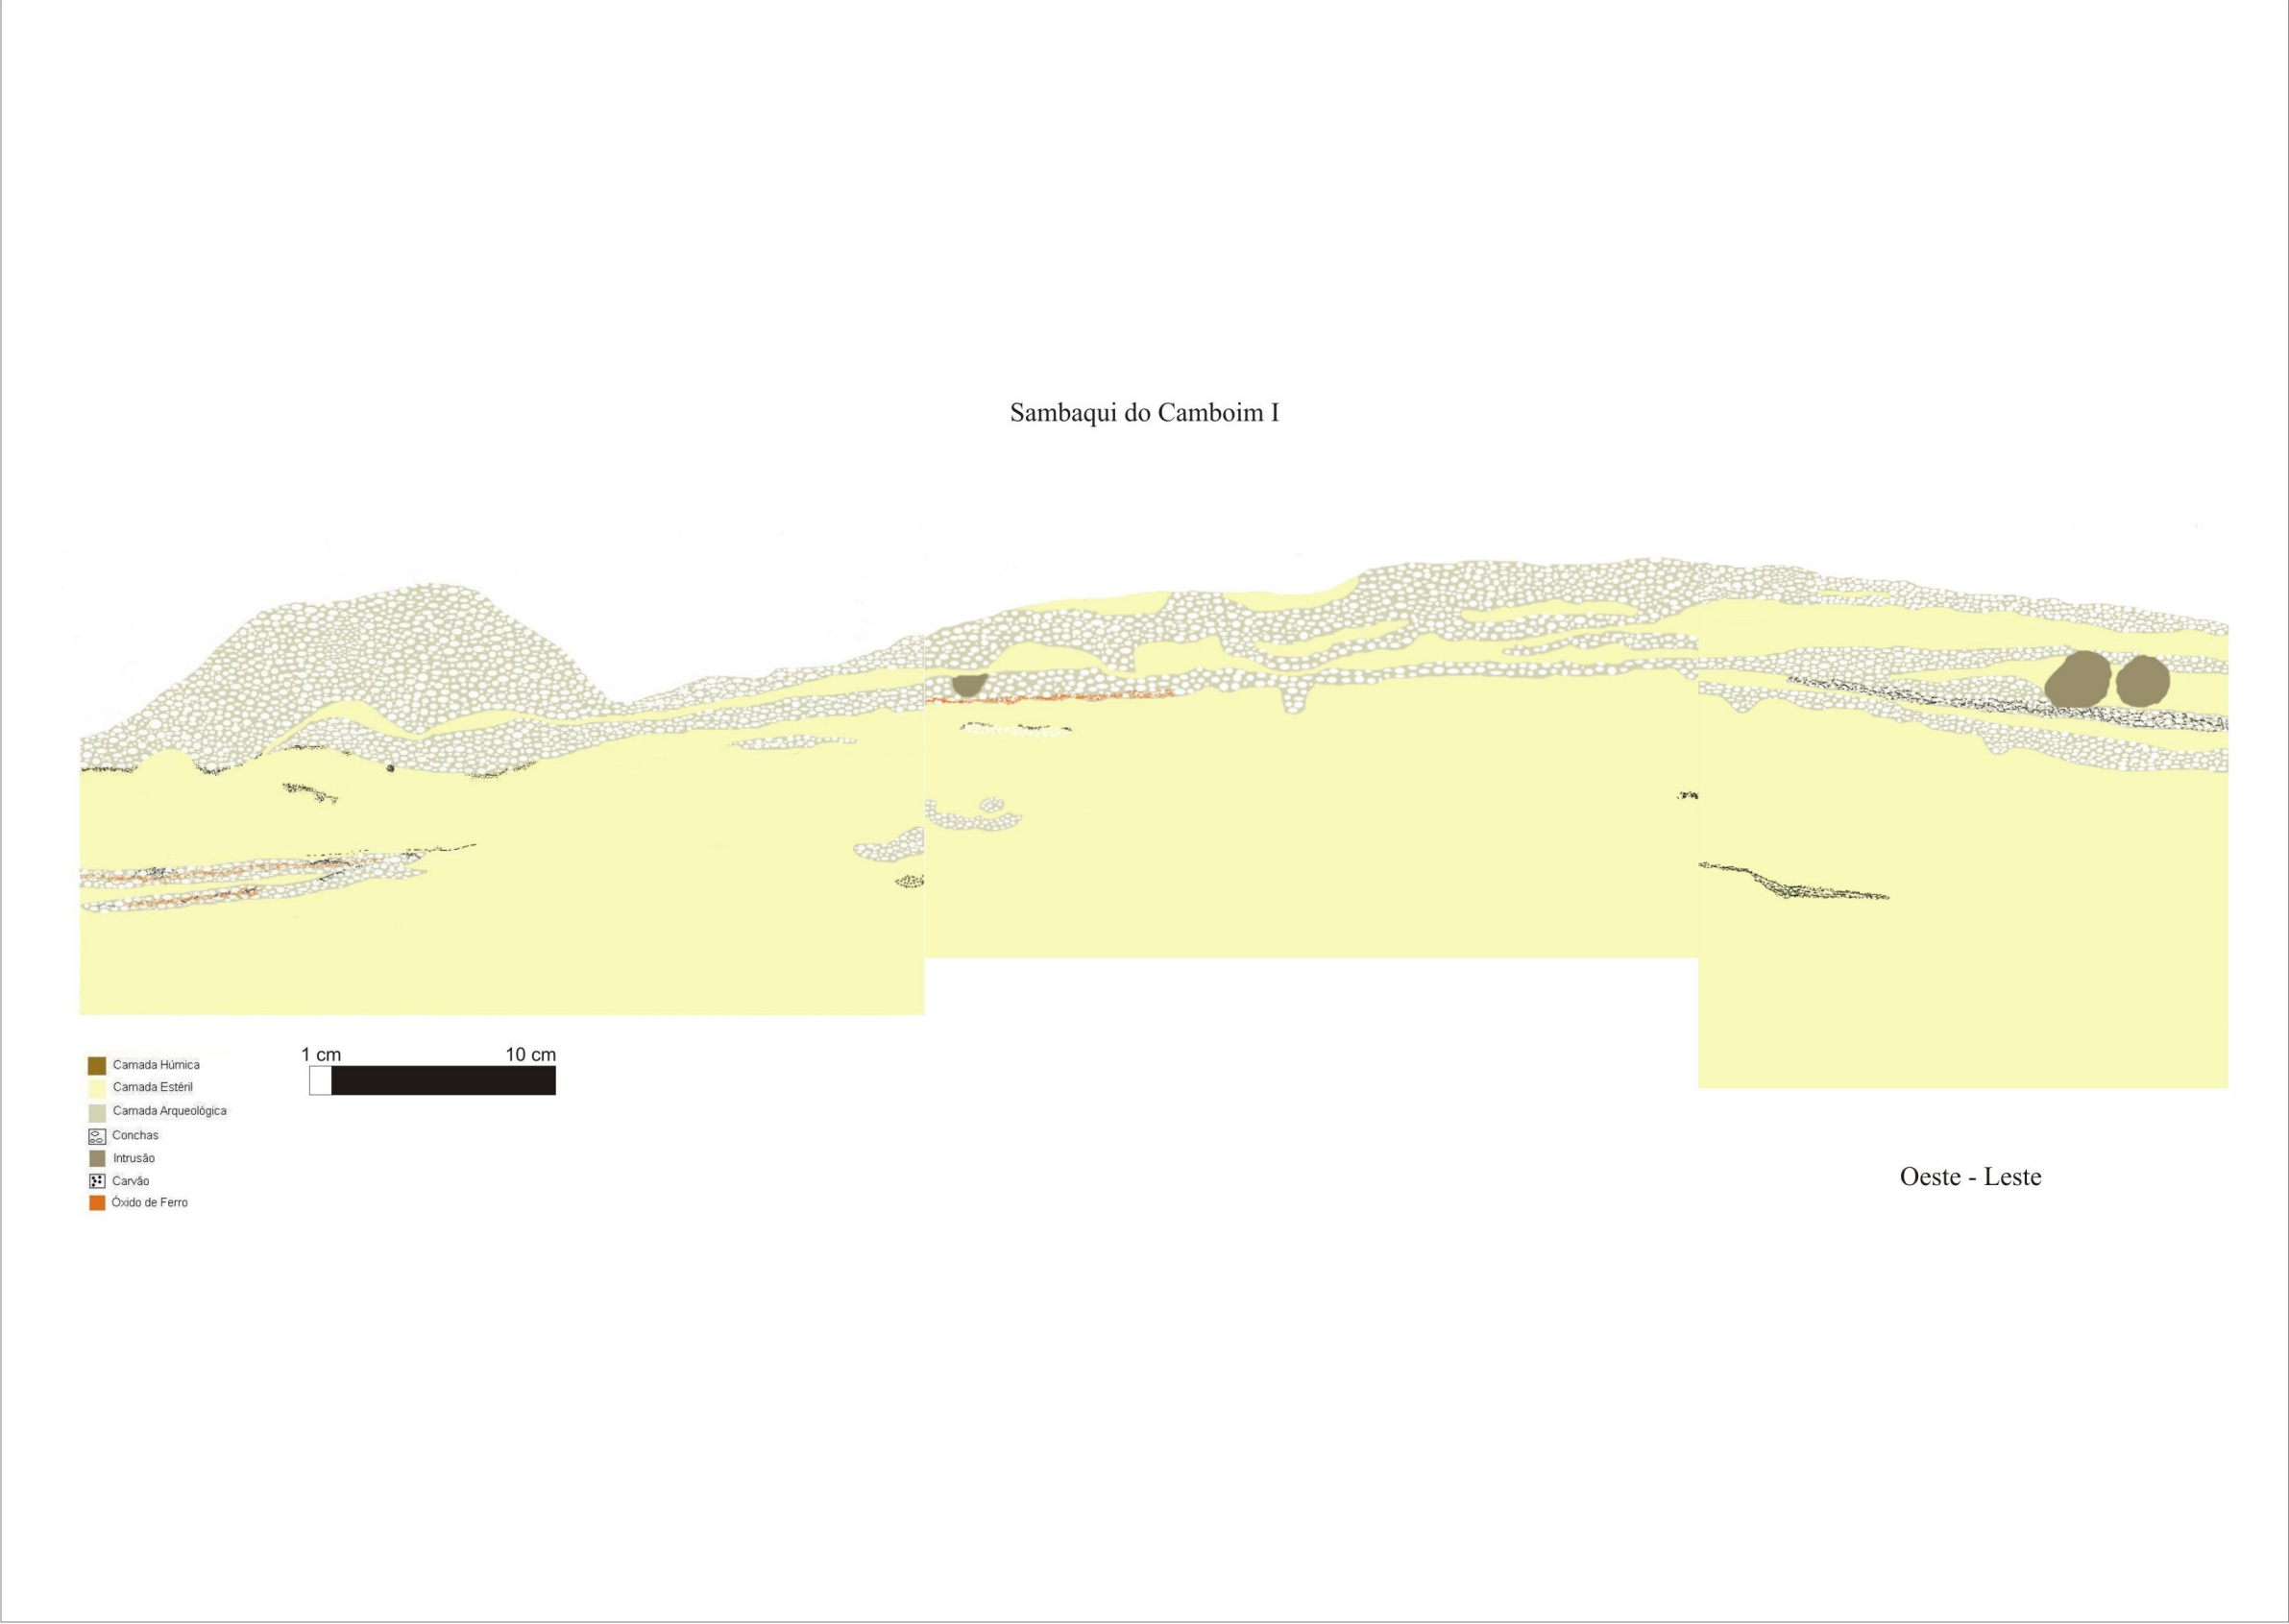 Sambaqui do Camboim I
1 cm 10 cm
Camada Húmica
Camada Estéril
Camada Arqueológica
Conchas
Intrusão
Carvão
Óxido de Ferro
Oeste - Leste